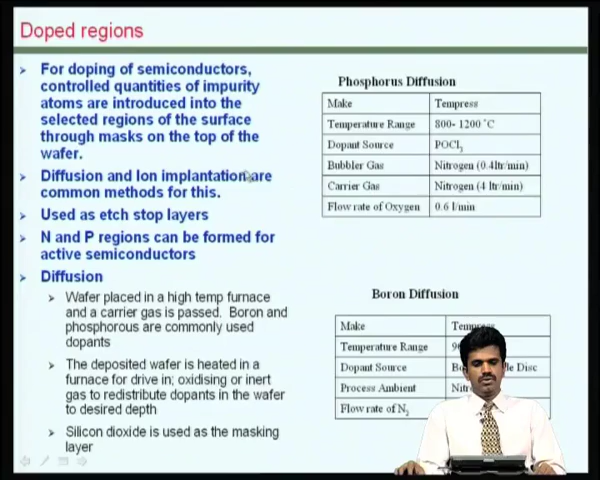 Doped regions
For doping of semiconductors,
controlled quantities of impurity
atoms are introduced into the
selected regions of the surface
through masks on the top of the
wafer.
Diffusion and Ion implantation are
common methods for this.
Used as etch stop layers
N and P regions can be formed for
active semiconductors
Diffusion
Wafer placed in a high temp furnace
and a carrier gas is passed. Boron and
phosphorous are commonly used
dopants
The deposited wafer is heated in a
furnace for drive in; oxidising or inert
gas to redistribute dopants in the wafer
to desired depth
Silicon dioxide is used as the masking
layer
Phosphorus Diffusion
Make Tempress
Temperature Range 800- 1200 °C
Dopant Source POCl3
Bubbler Gas Nitrogen (0.4ltr/min)
Carrier Gas Nitrogen (4 ltr/min)
Flow rate of Oxygen 0.6 l/min
Boron Diffusion
Make Tempress
Temperature Range
Dopant Source Disc
Process Ambient
Flow rate of N2